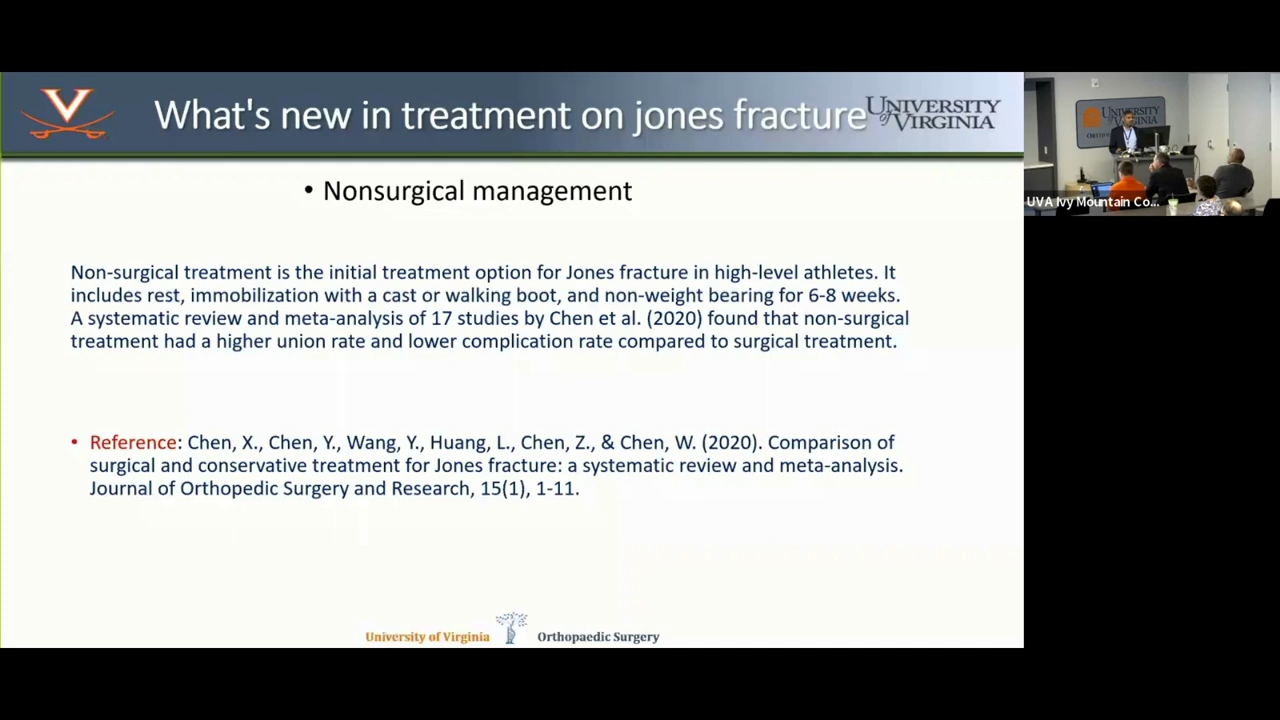 What's new in treatment on jones fracture
UNIVERSITY
of VIRGINIA
• Nonsurgical management
Non-surgical treatment is the initial treatment option for Jones fracture in high-level athletes. It
includes rest, immobilization with a cast or walking boot, and non-weight bearing for 6-8 weeks.
A systematic review and meta-analysis of 17 studies by Chen et al. (2020) found that non-surgical
treatment had a higher union rate and lower complication rate compared to surgical treatment.
• Reference: Chen, X., Chen, Y., Wang, Y., Huang, L., Chen, Z., & Chen, W. (2020). Comparison of
surgical and conservative treatment for Jones fracture: a systematic review and meta-analysis.
Journal of Orthopedic Surgery and Research, 15(1), 1-11.
University of Virginia
Orthopaedic Surgery
UNIVERSITY
VIRGINIA
UVA Ivy Mountain Co...